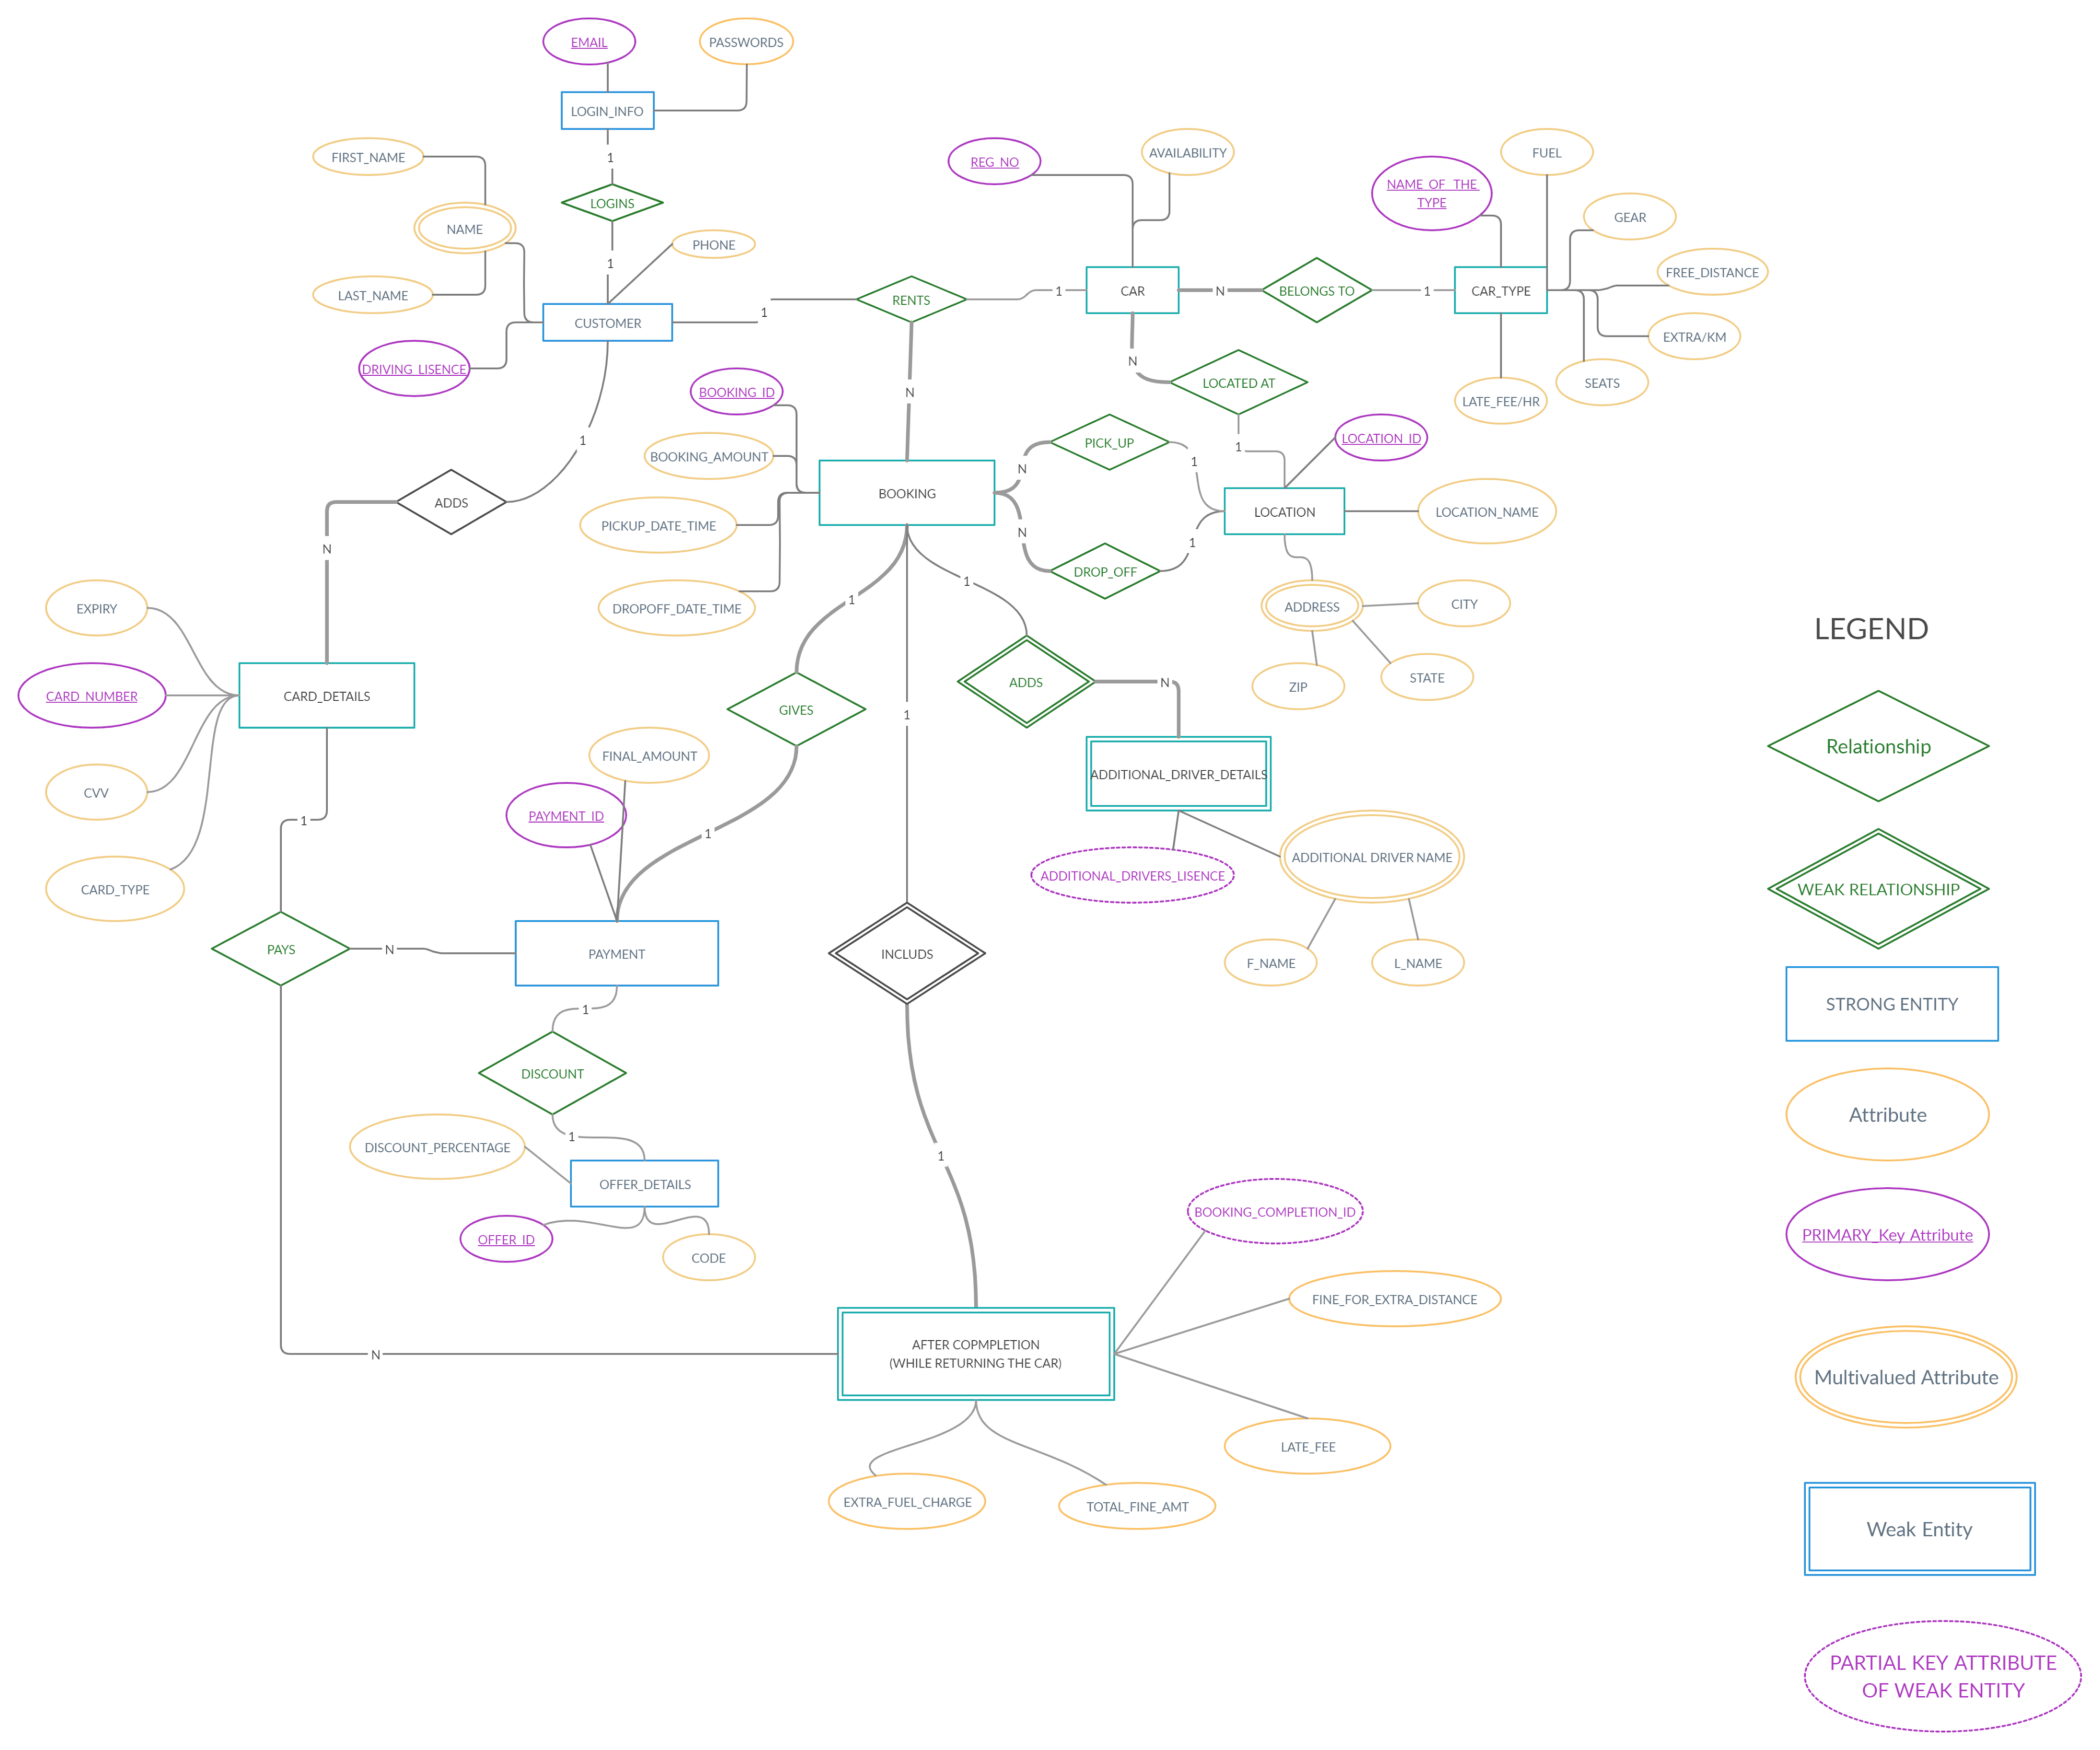 EMAIL
PASSWORDS
LOGIN_INFO
1
LOGINS
1
FIRST_NAME
NAME
LAST_NAME
PHONE
CUSTOMER
DRIVING_LISENCE
1
RENTS
1
N
REG_NO
AVAILABILITY
CAR
N
BELONGS TO
1
CAR_TYPE
NAME_OF_THE_
TYPE
FUEL
GEAR
FREE_DISTANCE
EXTRA/KM
SEATS
LATE_FEE/HR
N
LOCATED AT
1
LOCATION_ID
LOCATION
LOCATION_NAME
ADDRESS
CITY
STATE
ZIP
BOOKING_ID
BOOKING_AMOUNT
PICKUP_DATE_TIME
DROPOFF_DATE_TIME
BOOKING
N
PICK_UP
1
N
DROP_OFF
1
1
ADDS
N
EXPIRY
CARD_NUMBER
CVV
CARD_TYPE
CARD_DETAILS
1
PAYS
N
N
1
GIVES
1
1
INCLUDS
1
1
ADDS
N
ADDITIONAL_DRIVER_DETAILS
ADDITIONAL_DRIVERS_LISENCE
ADDITIONAL DRIVER NAME
F_NAME
L_NAME
FINAL_AMOUNT
PAYMENT_ID
PAYMENT
1
DISCOUNT
1
DISCOUNT_PERCENTAGE
OFFER_DETAILS
OFFER_ID
CODE
AFTER COPMPLETION
(WHILE RETURNING THE CAR)
BOOKING_COMPLETION_ID
FINE_FOR_EXTRA_DISTANCE
LATE_FEE
EXTRA_FUEL_CHARGE
TOTAL_FINE_AMT
LEGEND
Relationship
WEAK RELATIONSHIP
STRONG ENTITY
Attribute
PRIMARY_Key Attribute
Multivalued Attribute
Weak Entity
PARTIAL KEY ATTRIBUTE
OF WEAK ENTITY